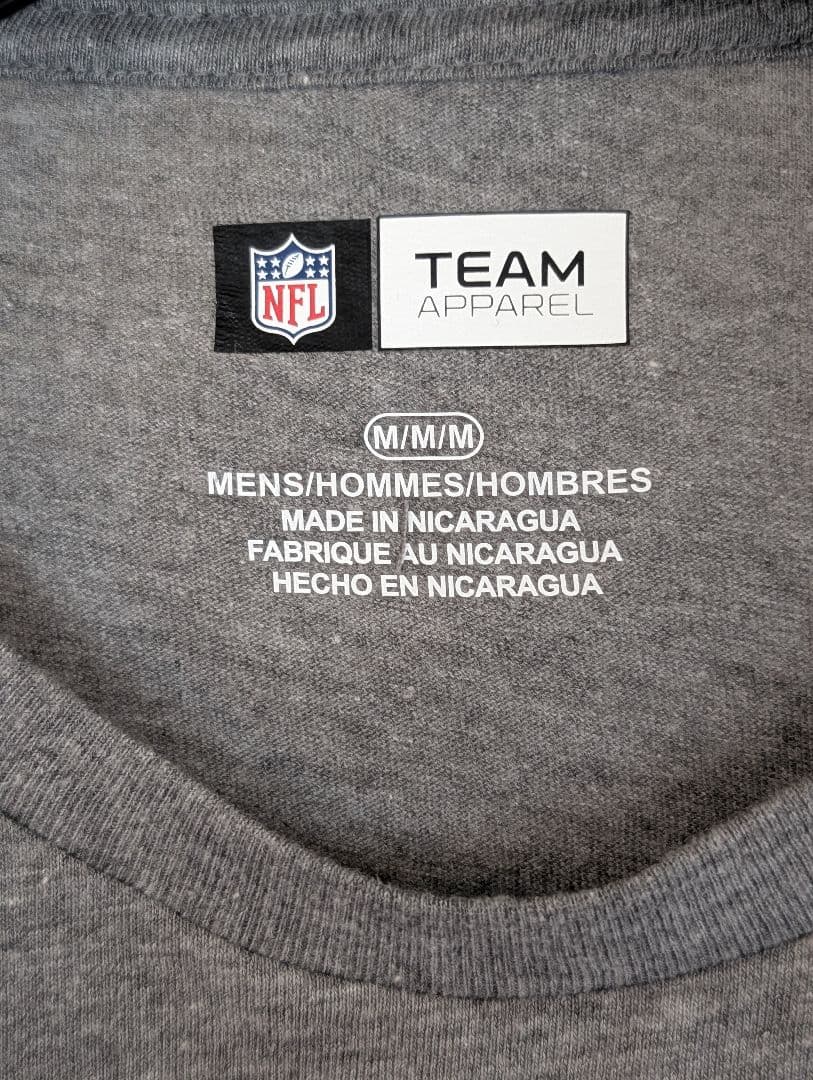 NFL
TEAM
APPAREL
M/M/M
MENS/HOMMES/HOMBRES
MADE IN NICARAGUA
FABRIQUE AU NICARAGUA
HECHO EN NICARAGUA